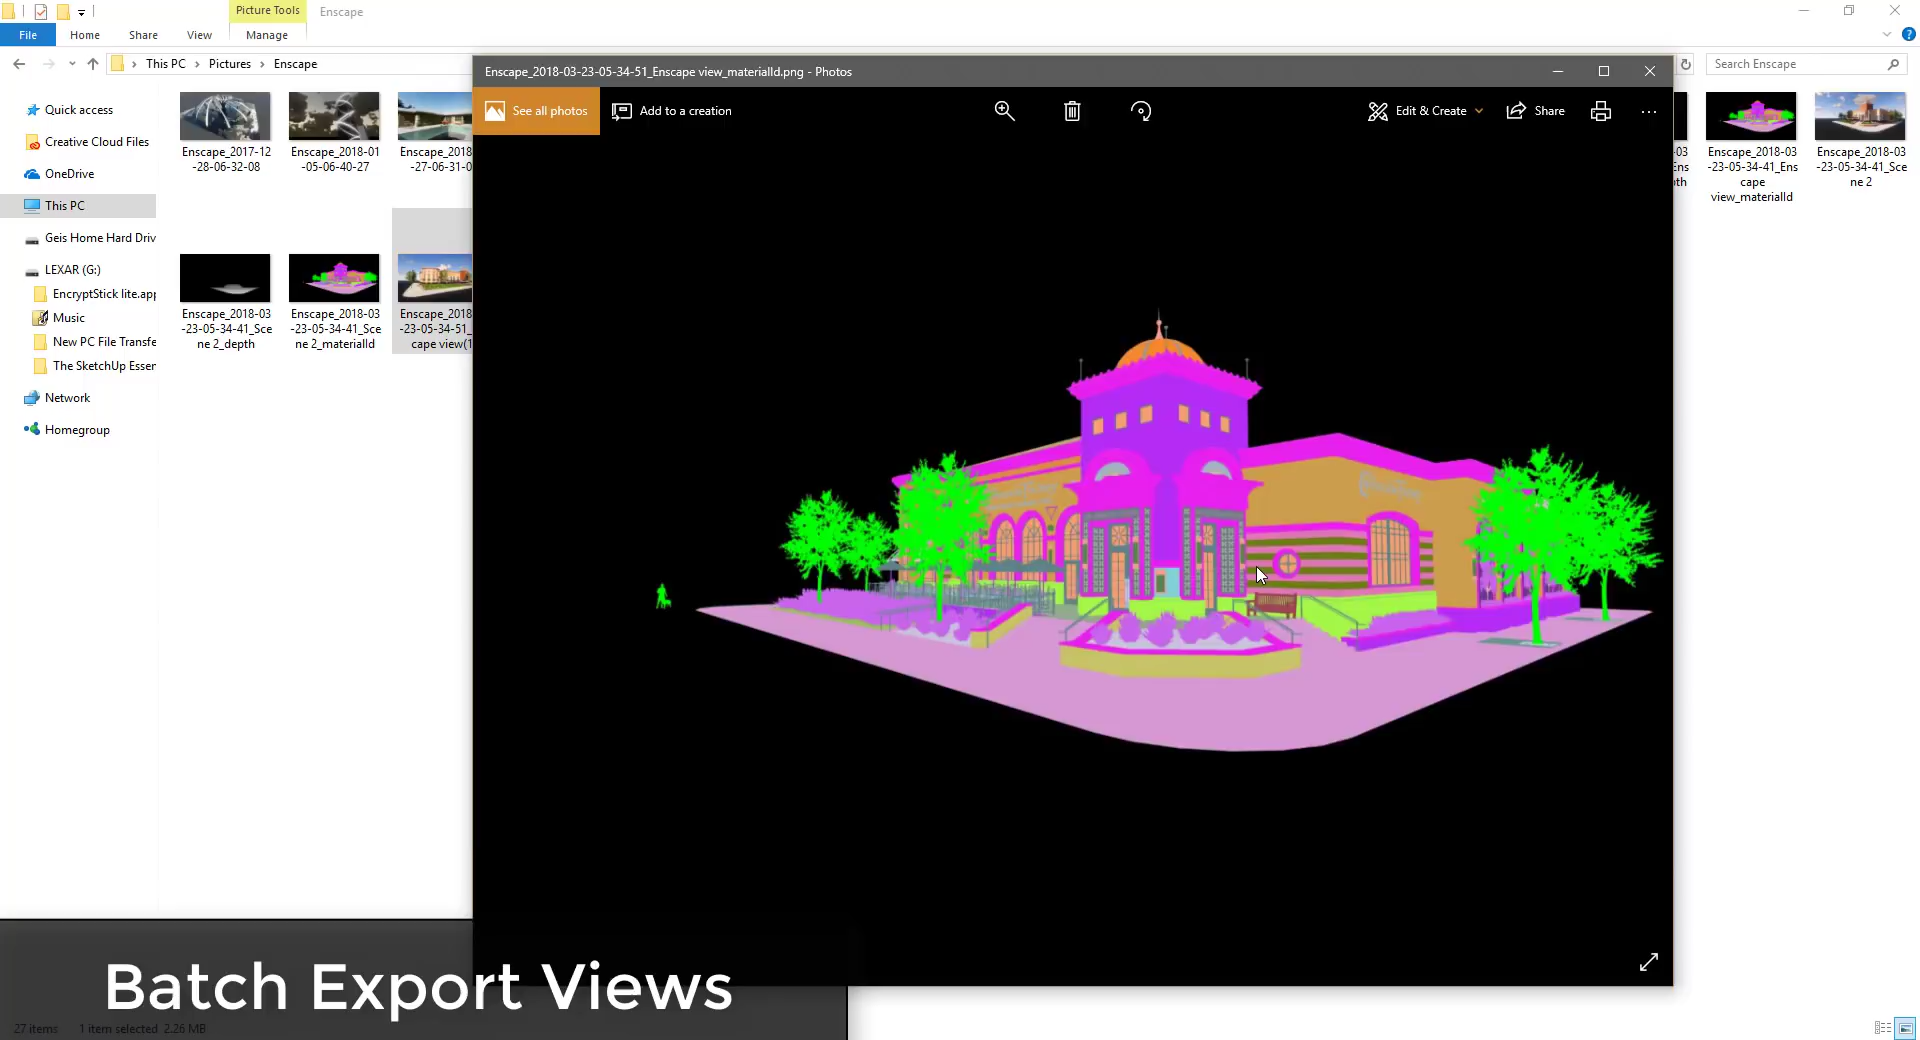 Picture Tools
Enscape
File
Home
Share
View
Manage
This PC
Pictures
Enscape
Search Enscape
Enscape_2018-03-23-05-34-51_Enscape view_materialId.png - Photos
See all photos
Add to a creation
Edit & Create
Share
Quick access
Creative Cloud Files
OneDrive
This PC
Geis Home Hard Driv
LEXAR (G:)
EncryptStick lite.app
Music
New PC File Transfe
The SketchUp Essen
Network
Homegroup
Enscape_2017-12
-28-06-32-08
Enscape_2018-01
-05-06-40-27
Enscape_2018
-27-06-31-0
-03
Ens
oth
Enscape_2018-03
-23-05-34-41_Ens
cape
view_materialId
Enscape_2018-03
-23-05-34-41_Sce
ne 2
Enscape_2018-03
-23-05-34-41_Sce
ne 2_depth
Enscape_2018-03
-23-05-34-41_Sce
ne 2_materialId
Enscape_2018
-23-05-34-51_
cape view(1
Batch Export Views
27 items
1 item selected 2.26 MB